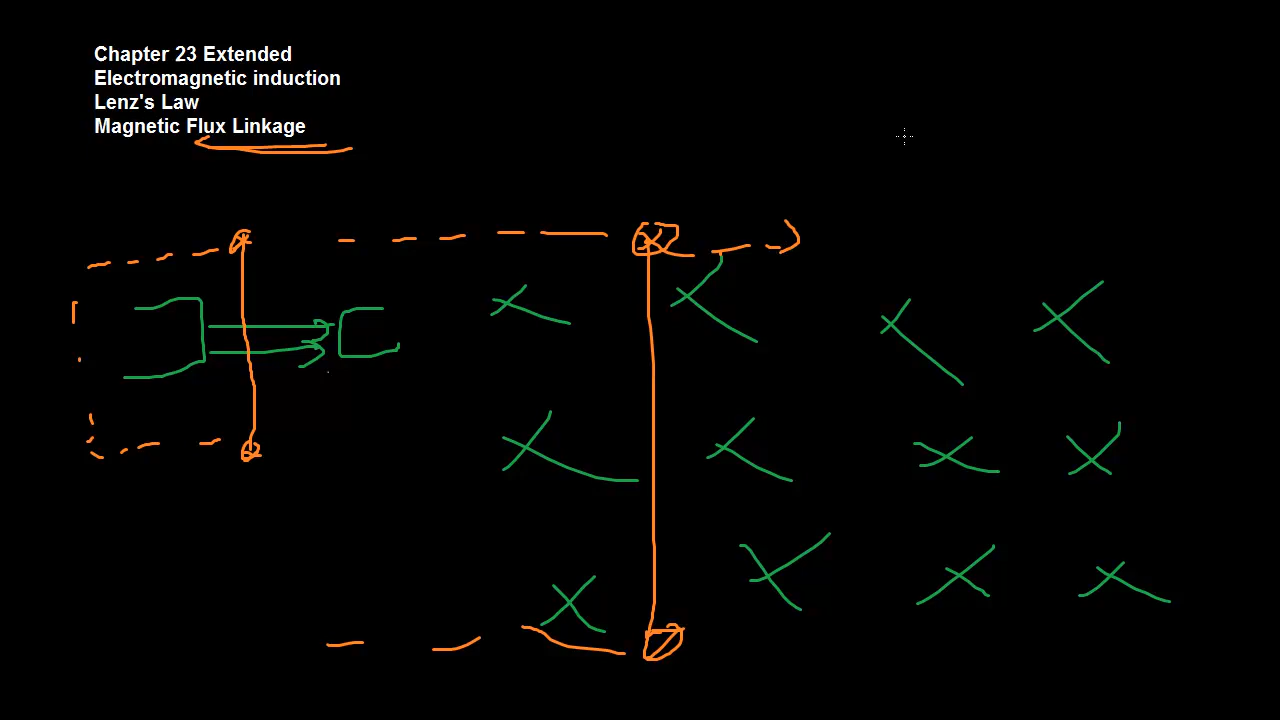 Chapter 23 Extended
Electromagnetic induction
Lenz's Law
Magnetic Flux Linkage